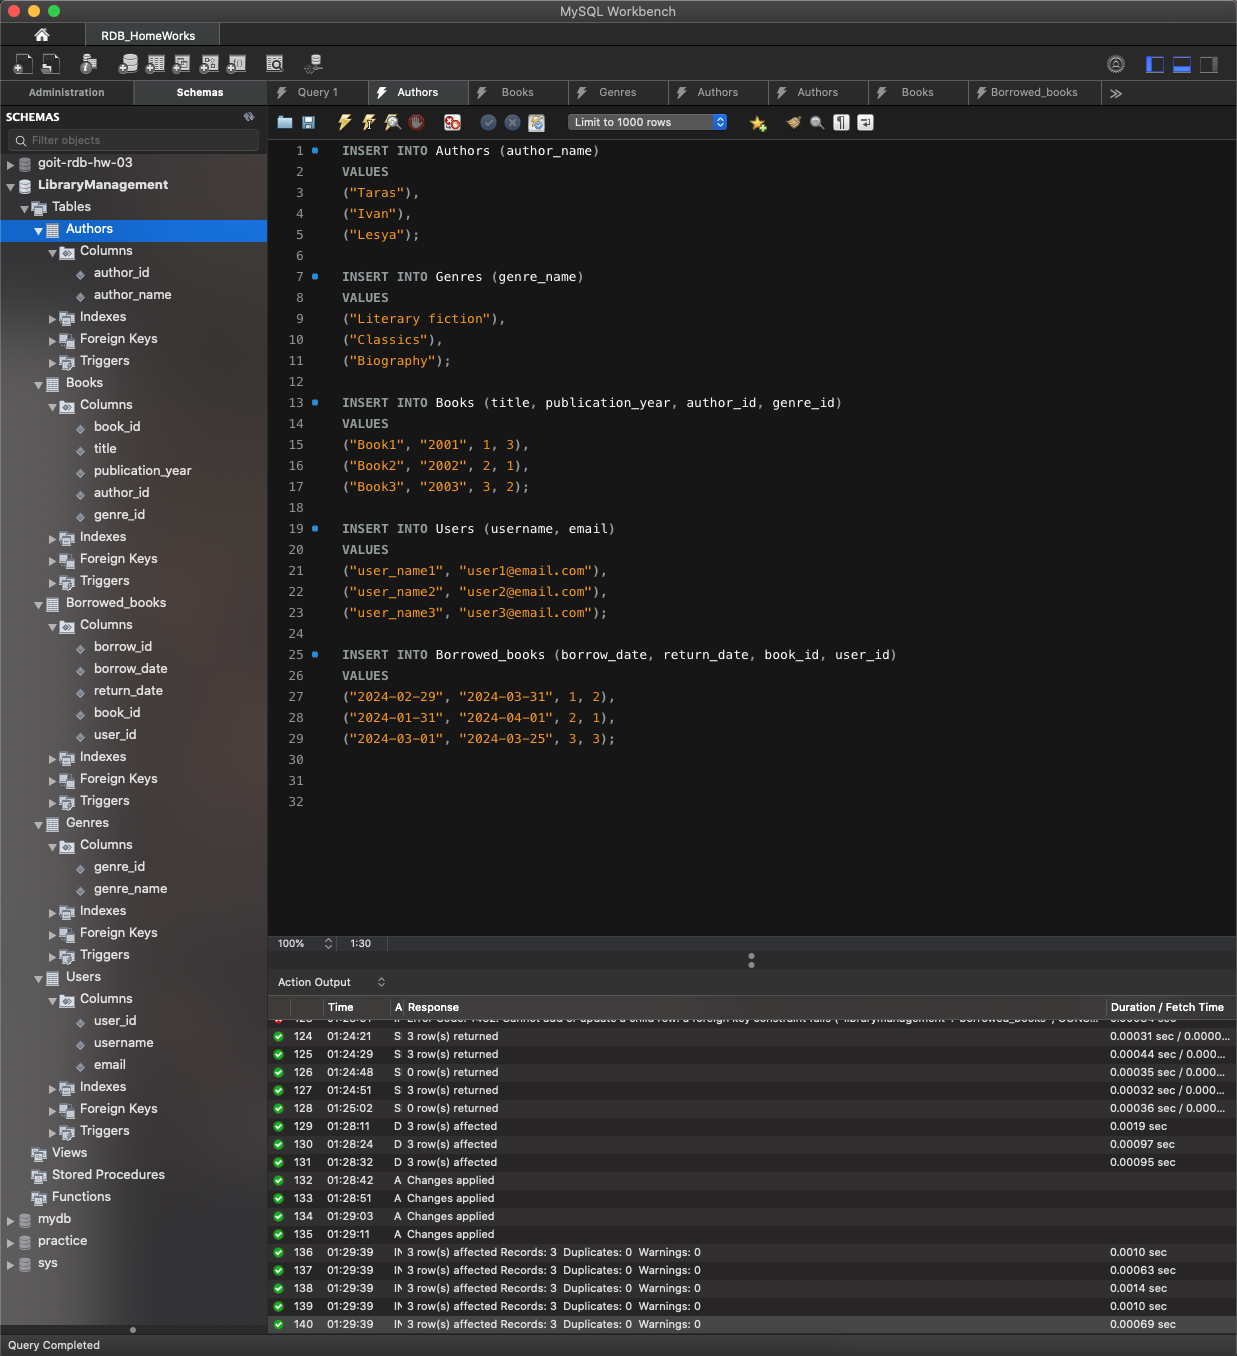 MySQL Workbench
RDB_HomeWorks
Administration
Schemas
Query 1
Authors
Books
Genres
Authors
Authors
Books
Borrowed_books
SCHEMAS
Filter objects
Limit to 1000 rows
goit-rdb-hw-03
LibraryManagement
Tables
Authors
Columns
author_id
author_name
Indexes
Foreign Keys
Triggers
Books
Columns
book_id
title
publication_year
author_id
genre_id
Indexes
Foreign Keys
Triggers
Borrowed_books
Columns
borrow_id
borrow_date
return_date
book_id
user_id
Indexes
Foreign Keys
Triggers
Genres
Columns
genre_id
genre_name
Indexes
Foreign Keys
Triggers
Users
Columns
user_id
username
email
Indexes
Foreign Keys
Triggers
Views
Stored Procedures
Functions
mydb
practice
sys
1 INSERT INTO Authors (author_name)
2 VALUES
3 ("Taras"),
4 ("Ivan"),
5 ("Lesya");
6
7 INSERT INTO Genres (genre_name)
8 VALUES
9 ("Literary fiction"),
10 ("Classics"),
11 ("Biography");
12
13 INSERT INTO Books (title, publication_year, author_id, genre_id)
14 VALUES
15 ("Book1", "2001", 1, 3),
16 ("Book2", "2002", 2, 1),
17 ("Book3", "2003", 3, 2);
18
19 INSERT INTO Users (username, email)
20 VALUES
21 ("user_name1", "user1@email.com"),
22 ("user_name2", "user2@email.com"),
23 ("user_name3", "user3@email.com");
24
25 INSERT INTO Borrowed_books (borrow_date, return_date, book_id, user_id)
26 VALUES
27 ("2024-02-29", "2024-03-31", 1, 2),
28 ("2024-01-31", "2024-04-01", 2, 1),
29 ("2024-03-01", "2024-03-25", 3, 3);
30
31
32
100% 1:30
Action Output
Time A Response Duration / Fetch Time
124 01:24:21 S 3 row(s) returned 0.00031 sec / 0.0000...
125 01:24:29 S 3 row(s) returned 0.00044 sec / 0.000...
126 01:24:48 S 0 row(s) returned 0.00035 sec / 0.000...
127 01:24:51 S 3 row(s) returned 0.00032 sec / 0.000...
128 01:25:02 S 0 row(s) returned 0.00036 sec / 0.000...
129 01:28:11 D 3 row(s) affected 0.0019 sec
130 01:28:24 D 3 row(s) affected 0.00097 sec
131 01:28:32 D 3 row(s) affected 0.00095 sec
132 01:28:42 A Changes applied
133 01:28:51 A Changes applied
134 01:29:03 A Changes applied
135 01:29:11 A Changes applied
136 01:29:39 IN 3 row(s) affected Records: 3 Duplicates: 0 Warnings: 0 0.0010 sec
137 01:29:39 IN 3 row(s) affected Records: 3 Duplicates: 0 Warnings: 0 0.00063 sec
138 01:29:39 IN 3 row(s) affected Records: 3 Duplicates: 0 Warnings: 0 0.0014 sec
139 01:29:39 IN 3 row(s) affected Records: 3 Duplicates: 0 Warnings: 0 0.0010 sec
140 01:29:39 IN 3 row(s) affected Records: 3 Duplicates: 0 Warnings: 0 0.00069 sec
Query Completed